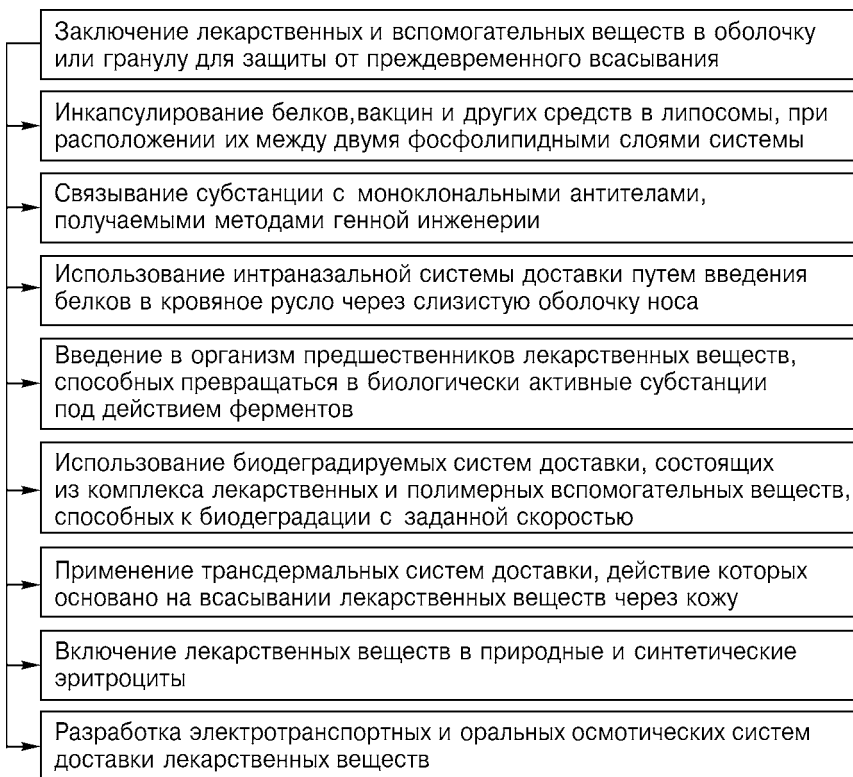 Заключение лекарственных и вспомогательных веществ в оболочку
или гранулу для защиты от преждевременного всасывания
Инкапсулирование белков,вакцин и других средств в липосомы, при
расположении их между двумя фосфолипидными слоями системы
Связывание субстанции с моноклональными антителами,
получаемыми методами генной инженерии
Использование интраназальной системы доставки путем введения
белков в кровяное русло через слизистую оболочку носа
Введение в организм предшественников лекарственных веществ,
способных превращаться в биологически активные субстанции
под действием ферментов
Использование биодеградируемых систем доставки, состоящих
из комплекса лекарственных и полимерных вспомогательных веществ,
способных к биодеградации с заданной скоростью
Применение трансдермальных систем доставки, действие которых
основано на всасывании лекарственных веществ через кожу
Включение лекарственных веществ в природные и синтетические
эритроциты
Разработка электротранспортных и оральных осмотических систем
доставки лекарственных веществ